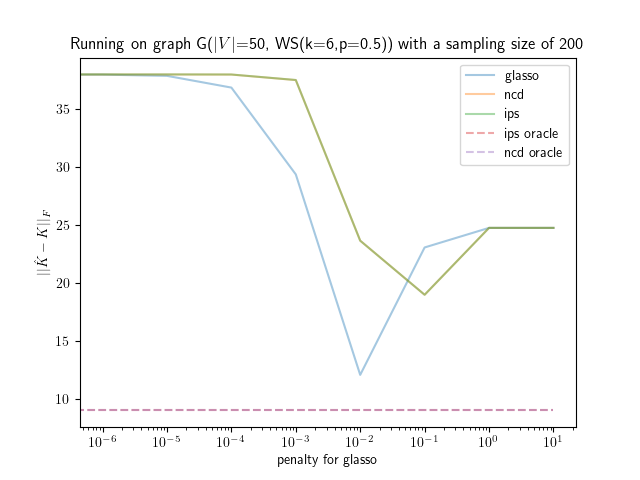 Running on graph G(|V|=50, WS(k=6,p=0.5)) with a sampling size of 200
glasso
ncd
ips
ips oracle
ncd oracle
||K̂ − K||_F
35
30
25
20
15
10
10^{-6} 10^{-5} 10^{-4} 10^{-3} 10^{-2} 10^{-1} 10^{0} 10^{1}
penalty for glasso